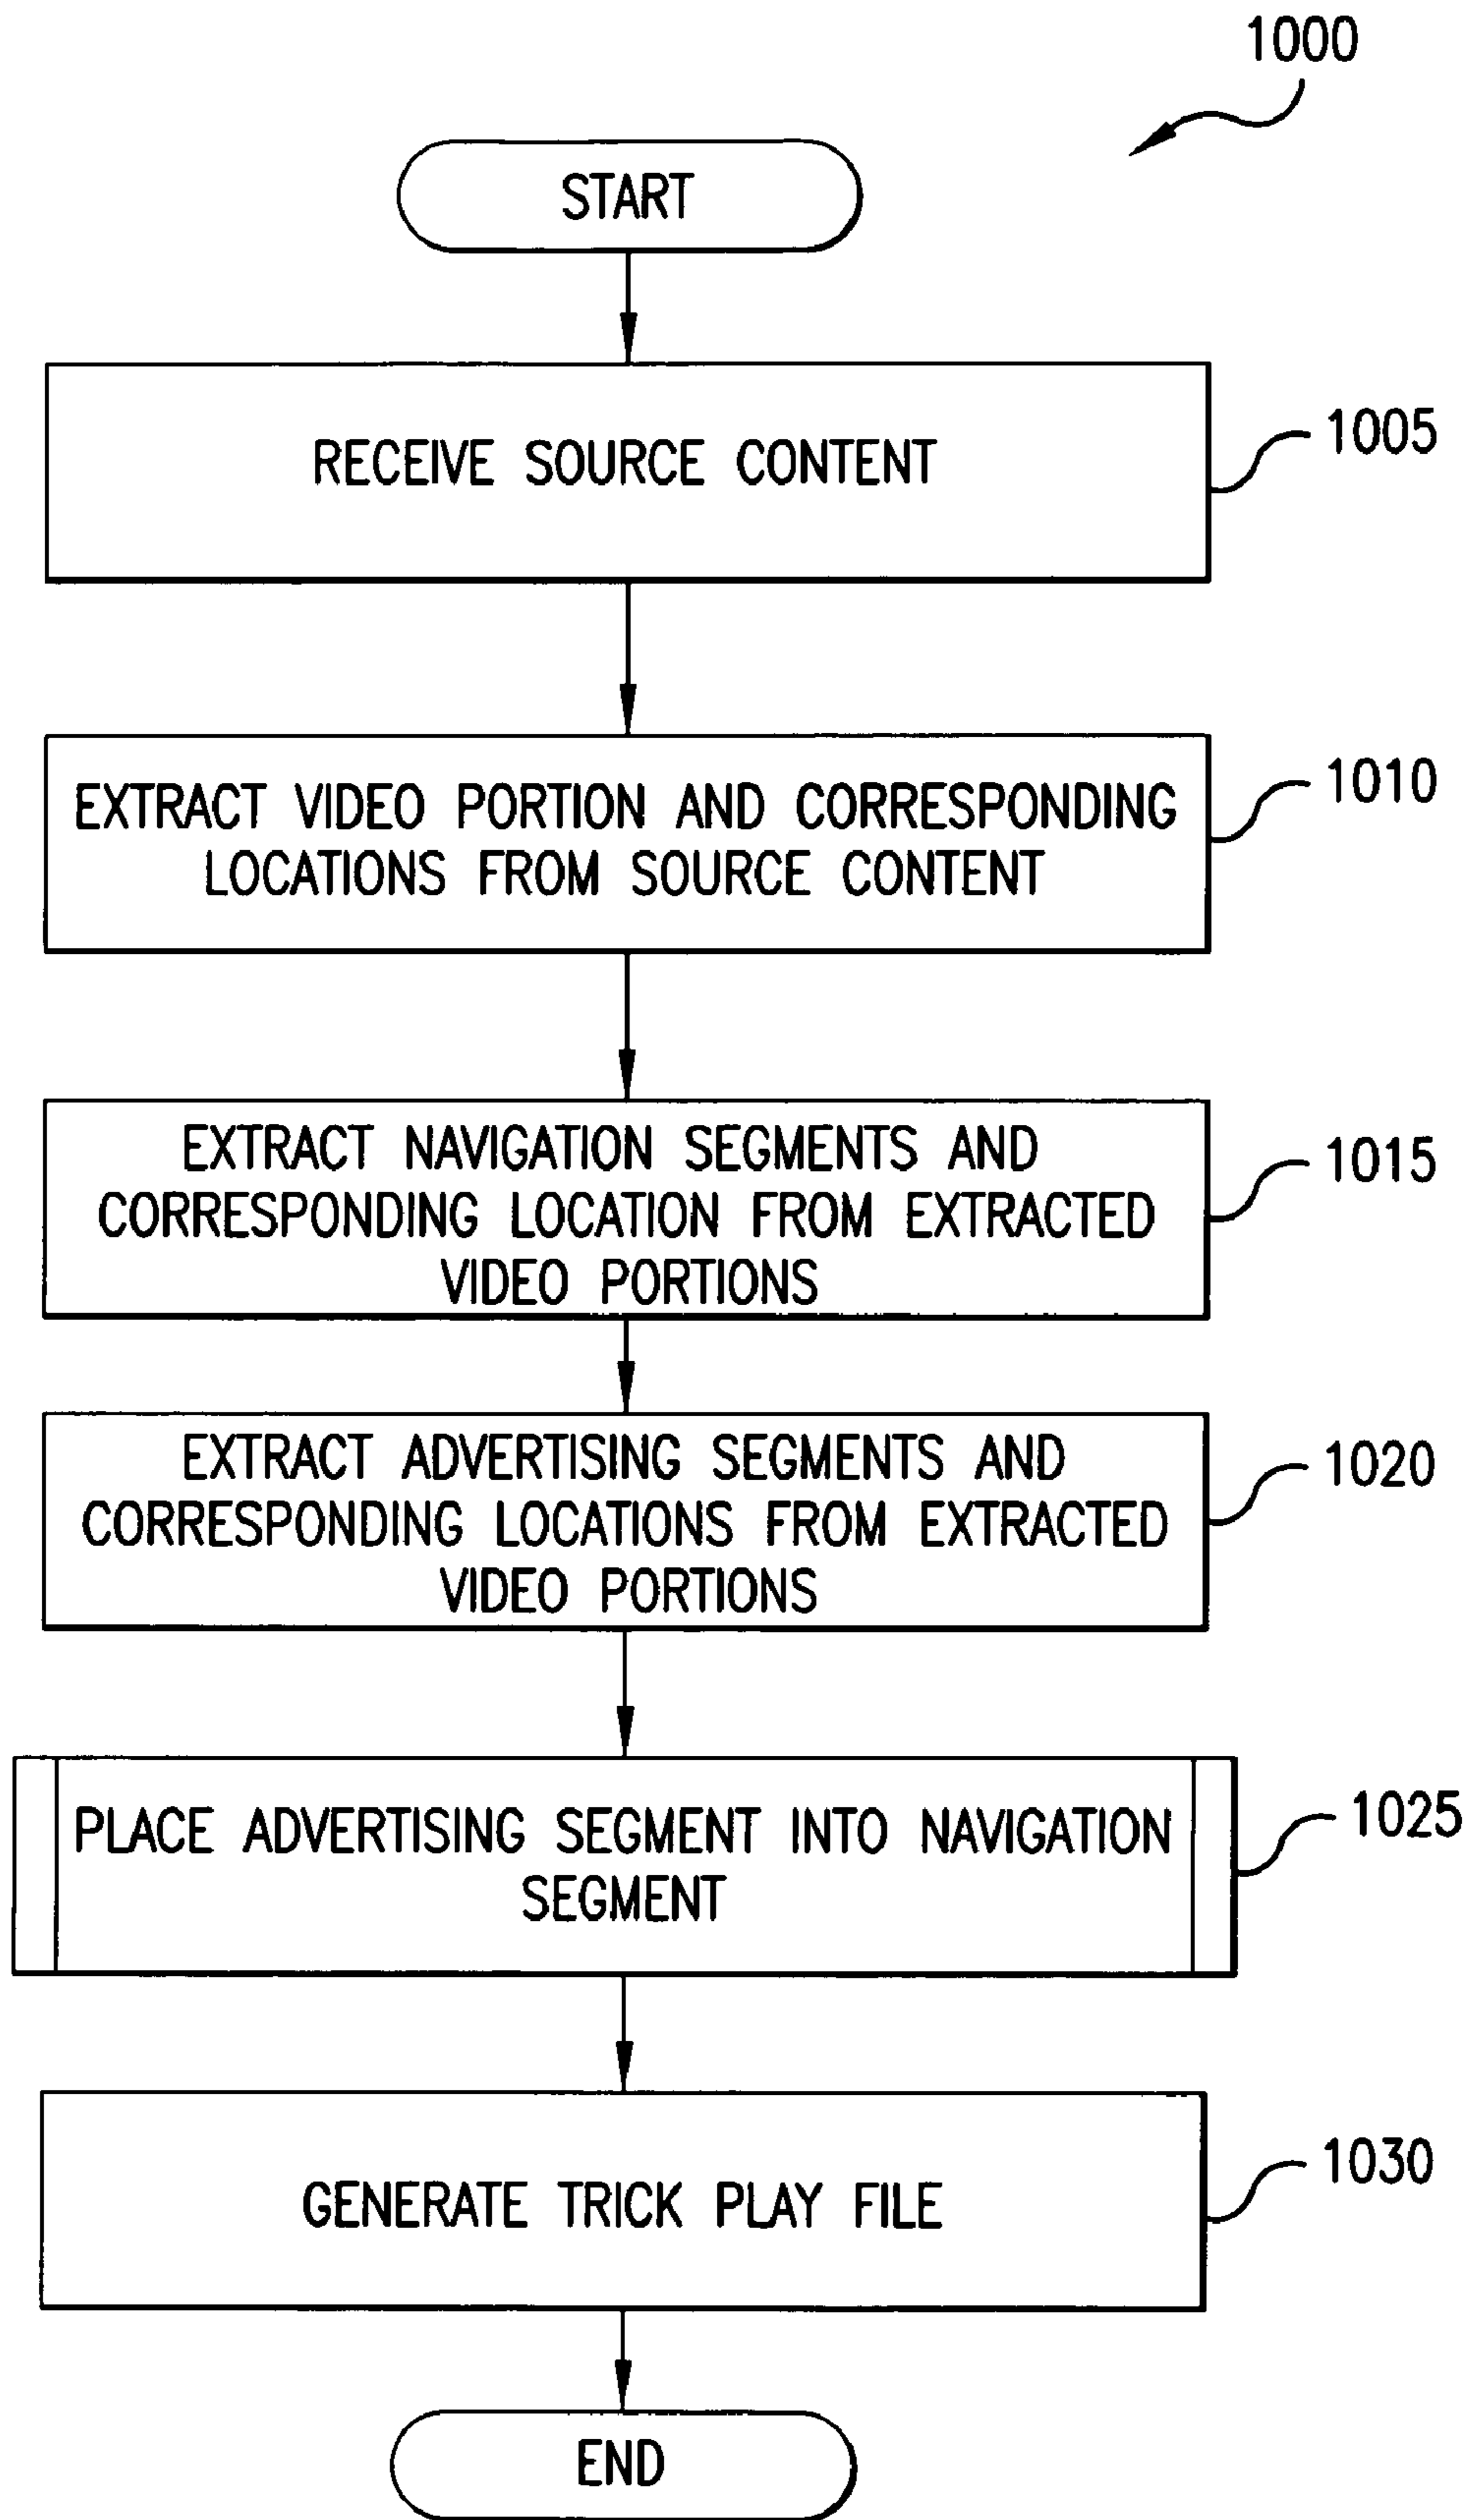 1000
START
RECEIVE SOURCE CONTENT
1005
EXTRACT VIDEO PORTION AND CORRESPONDING
LOCATIONS FROM SOURCE CONTENT
1010
EXTRACT NAVIGATION SEGMENTS AND
CORRESPONDING LOCATION FROM EXTRACTED
VIDEO PORTIONS
1015
EXTRACT ADVERTISING SEGMENTS AND
CORRESPONDING LOCATIONS FROM EXTRACTED
VIDEO PORTIONS
1020
PLACE ADVERTISING SEGMENT INTO NAVIGATION
SEGMENT
1025
GENERATE TRICK PLAY FILE
1030
END